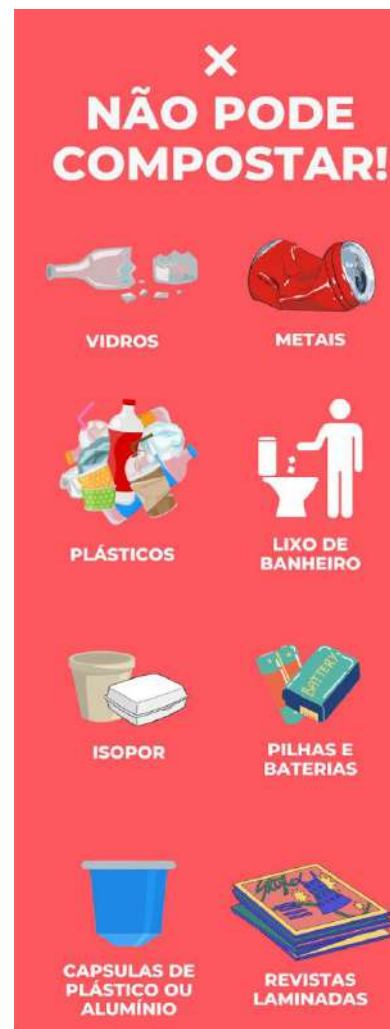 NÃO PODE
COMPOSTAR!
VIDROS
METAIS
PLÁSTICOS
LIXO DE
BANHEIRO
BATTERY
ISOPOR
PILHAS E
BATERIAS
CAPSULAS DE
PLÁSTICO OU
ALUMÍNIO
REVISTAS
LAMINADAS